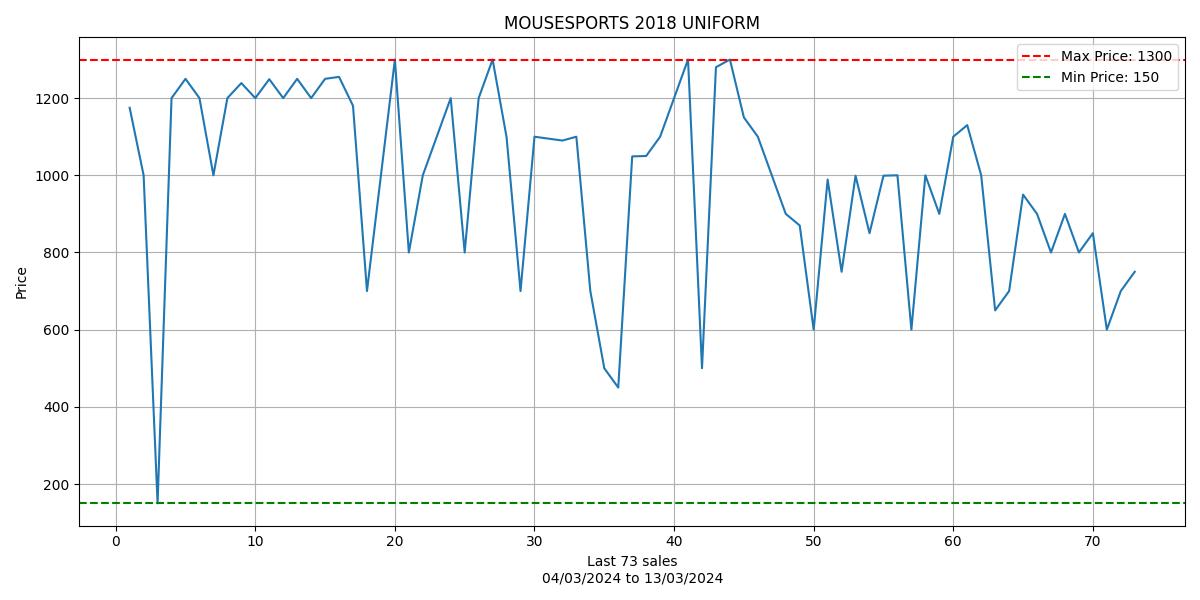 MOUSESPORTS 2018 UNIFORM
Max Price: 1300
Min Price: 150
Price
1200
1000
800
600
400
200
0 10 20 30 40 50 60 70
Last 73 sales
04/03/2024 to 13/03/2024